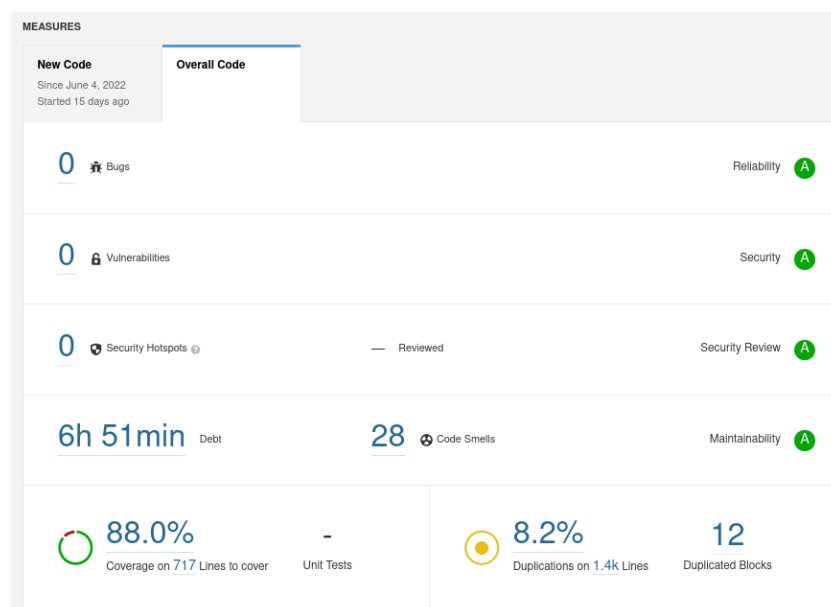 MEASURES
New Code
Since June 4, 2022
Started 15 days ago
Overall Code
0 Bugs Reliability A
0 Vulnerabilities Security A
0 Security Hotspots ? — Reviewed Security Review A
6h 51min Debt 28 Code Smells Maintainability A
88.0% - 8.2% 12
Coverage on 717 Lines to cover Unit Tests Duplications on 1.4k Lines Duplicated Blocks